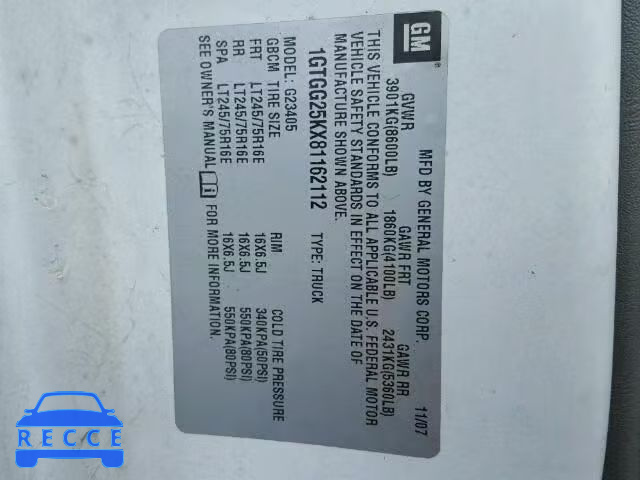 GM ®
MFD BY GENERAL MOTORS CORP. 11/07
GVWR GAWR FRT GAWR RR
3901KG(8600LB) 1860KG(4100LB) 2431KG(5360LB)
THIS VEHICLE CONFORMS TO ALL APPLICABLE U.S. FEDERAL MOTOR
VEHICLE SAFETY STANDARDS IN EFFECT ON THE DATE OF
MANUFACTURE SHOWN ABOVE.
1GTGG25KX81162112 TYPE: TRUCK
MODEL: G23405
GBCM TIRE SIZE RIM COLD TIRE PRESSURE
FRT LT245/75R16E 16X6.5J 340KPA(50PSI)
RR LT245/75R16E 16X6.5J 550KPA(80PSI)
SPA LT245/75R16E 16X6.5J 550KPA(80PSI)
SEE OWNER'S MANUAL FOR MORE INFORMATION.
RECCE